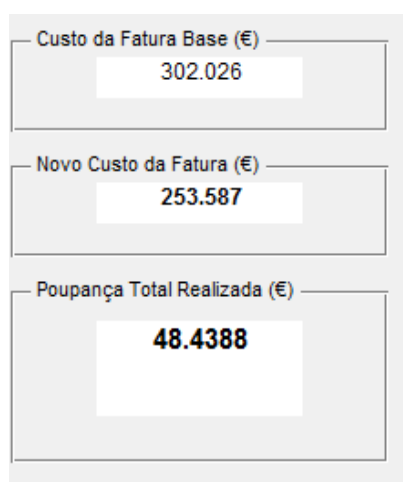 Custo da Fatura Base (€)
302.026
Novo Custo da Fatura (€)
253.587
Poupança Total Realizada (€)
48.4388